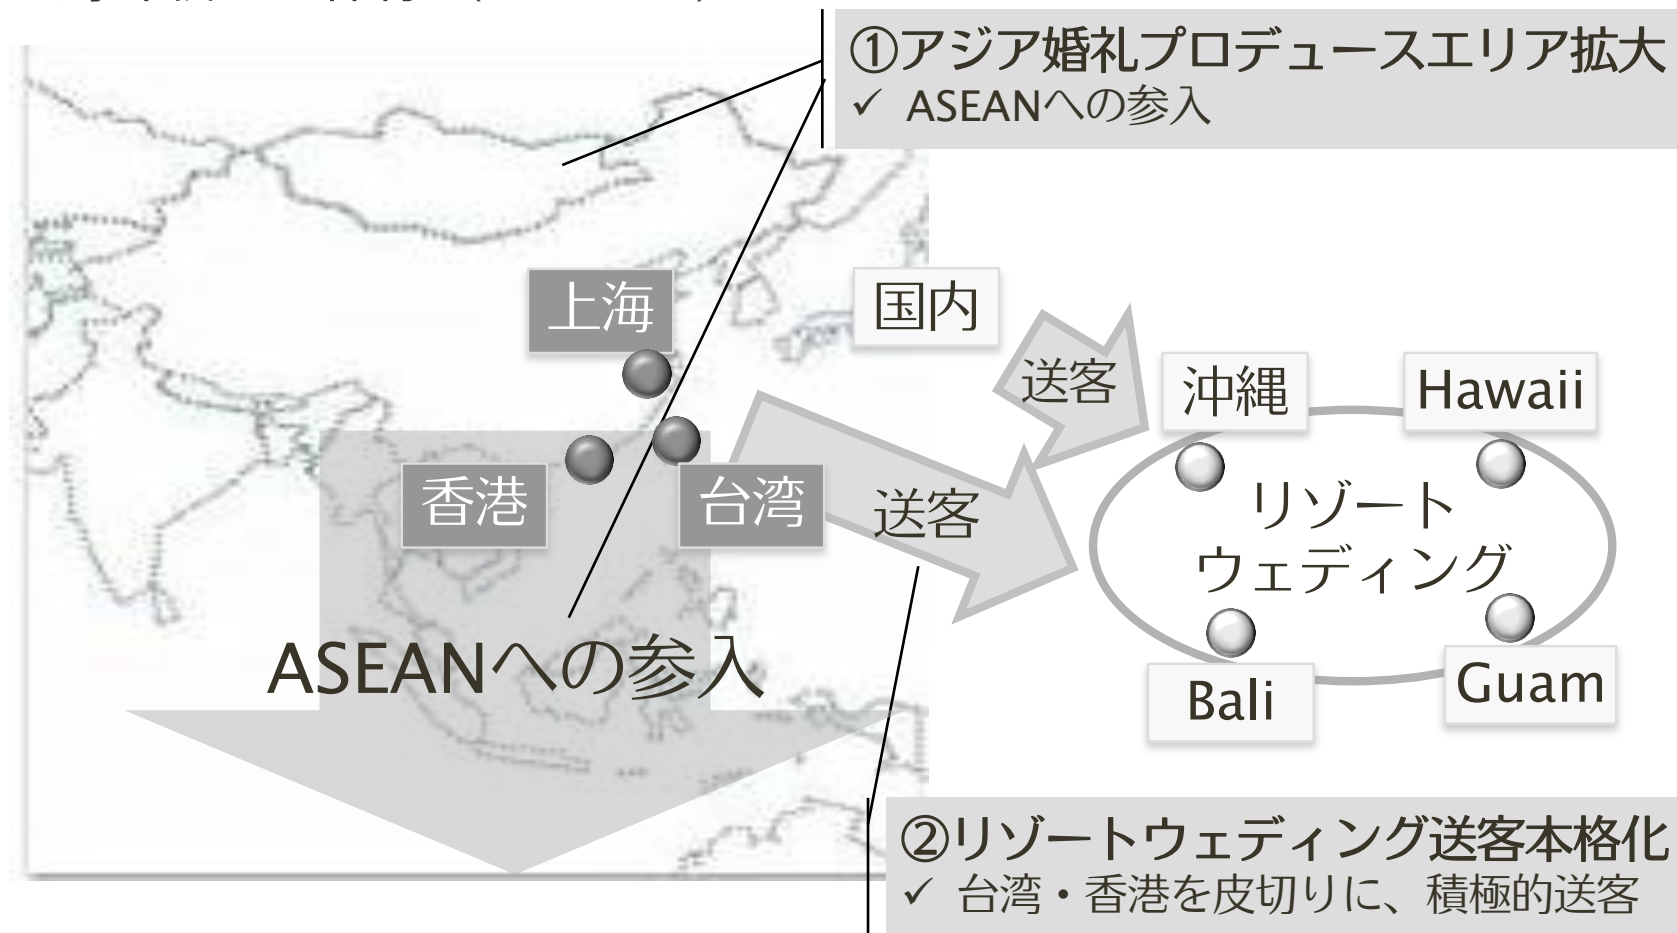 ①アジア婚礼プロデュースエリア拡大
✓ ASEANへの参入
上海
国内
送客
沖縄
Hawaii
香港
台湾
送客
リゾート
ウェディング
ASEANへの参入
Bali
Guam
②リゾートウェディング送客本格化
✓ 台湾・香港を皮切りに、積極的送客